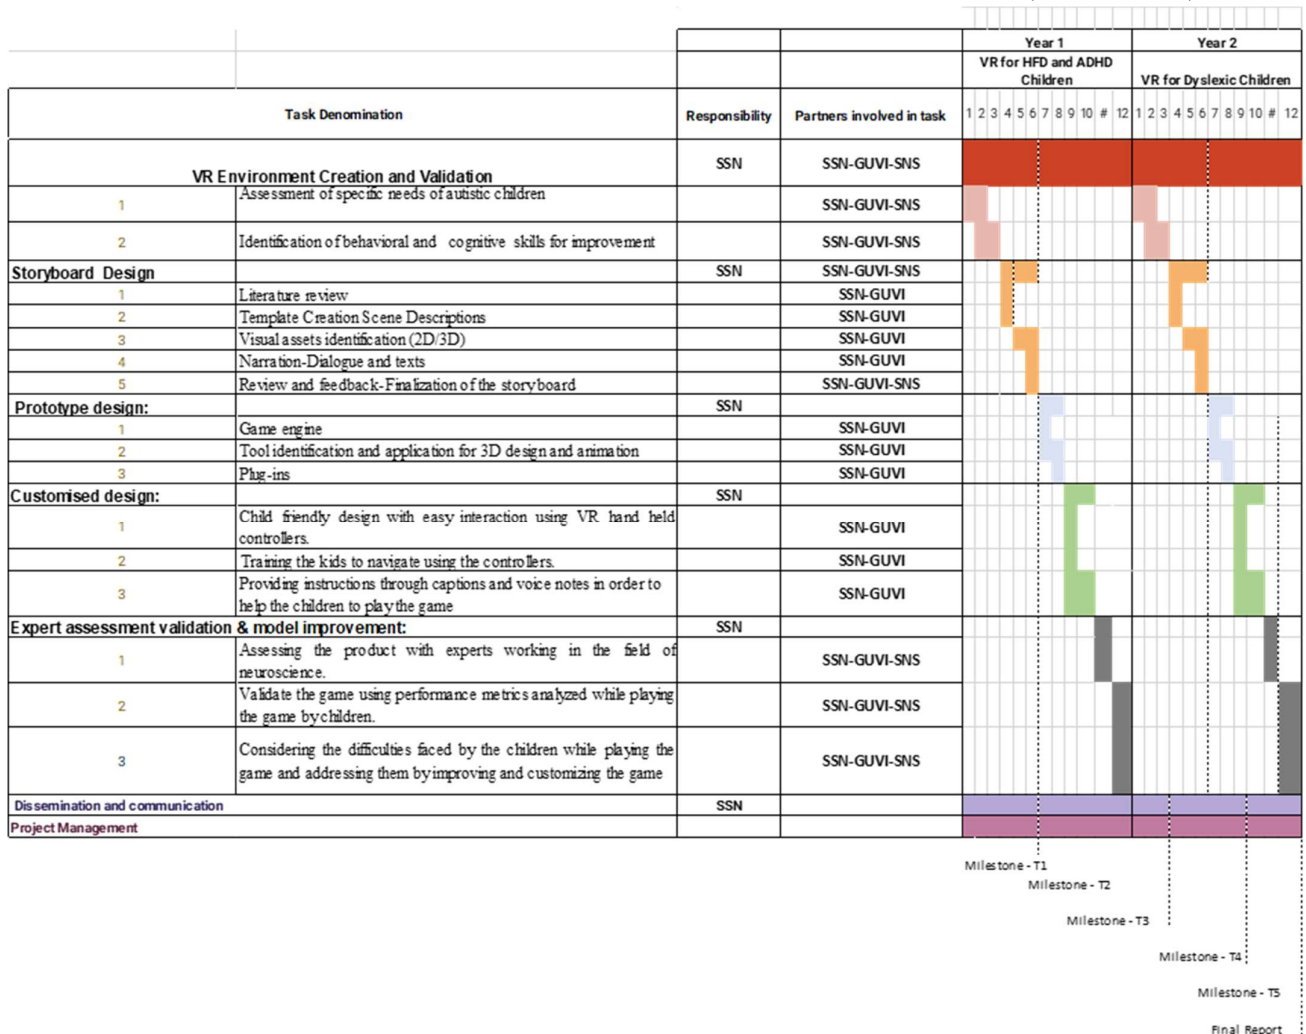 Year 1 Year 2
VR for HFD and ADHD
Children VR for Dyslexic Children
Task Denomination Responsibility Partners involved in task 1 2 3 4 5 6 7 8 9 10 # 12 1 2 3 4 5 6 7 8 9 10 # 12
VR Environment Creation and Validation SSN SSN-GUVI-SNS
1 Assessment of specific needs of autistic children SSN-GUVI-SNS
2 Identification of behavioral and cognitive skills for improvement SSN-GUVI-SNS
Storyboard Design SSN SSN-GUVI-SNS
1 Literature review SSN-GUVI
2 Template Creation Scene Descriptions SSN-GUVI
3 Visual assets identification (2D/3D) SSN-GUVI
4 Narration-Dialogue and texts SSN-GUVI
5 Review and feedback-Finalization of the storyboard SSN-GUVI-SNS
Prototype design: SSN
1 Game engine SSN-GUVI
2 Tool identification and application for 3D design and animation SSN-GUVI
3 Plug-ins SSN-GUVI
Customised design: SSN
1 Child friendly design with easy interaction using VR hand held
controllers. SSN-GUVI
2 Training the kids to navigate using the controllers. SSN-GUVI
3 Providing instructions through captions and voice notes in order to
help the children to play the game SSN-GUVI
Expert assessment validation & model improvement: SSN
1 Assessing the product with experts working in the field of
neuroscience. SSN-GUVI-SNS
2 Validate the game using performance metrics analyzed while playing
the game by children. SSN-GUVI-SNS
3 Considering the difficulties faced by the children while playing the
game and addressing them by improving and customizing the game SSN-GUVI-SNS
Dissemination and communication SSN
Project Management
Milestone - T1
Milestone - T2
Milestone - T3
Milestone - T4
Milestone - T5
Final Report